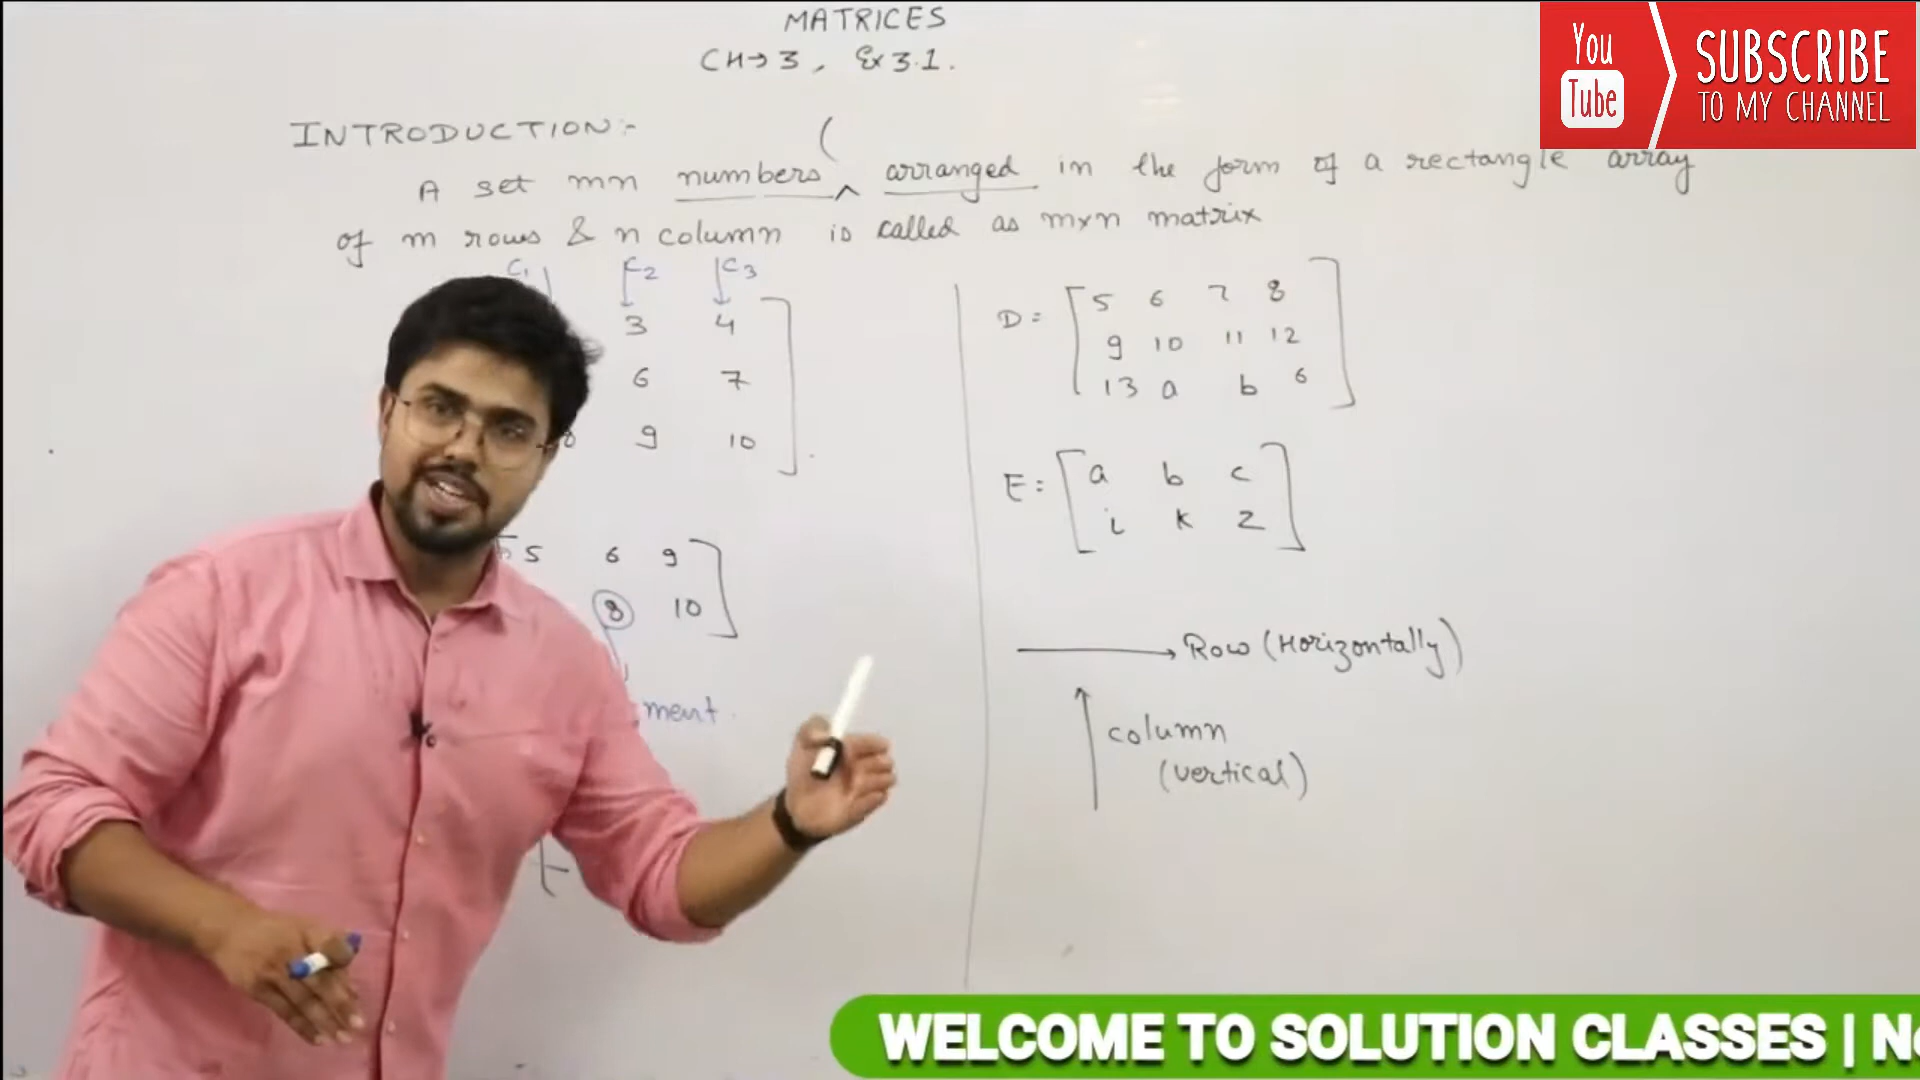 MATRICES
CH→3, Ex 3.1.
You
Tube
SUBSCRIBE
TO MY CHANNEL
INTRODUCTION:-
(
A set mn numbers ^ arranged in the form of a rectangle array
of m rows & n column is called as m×n matrix
C1 C2 C3
3 4
6 7
8 9 10
5 6 9
8 10
ment.
D = 5 6 7 8
9 10 11 12
13 a b 6
E = a b c
i k z
→ Row (Horizontally)
column
(vertical)
WELCOME TO SOLUTION CLASSES |